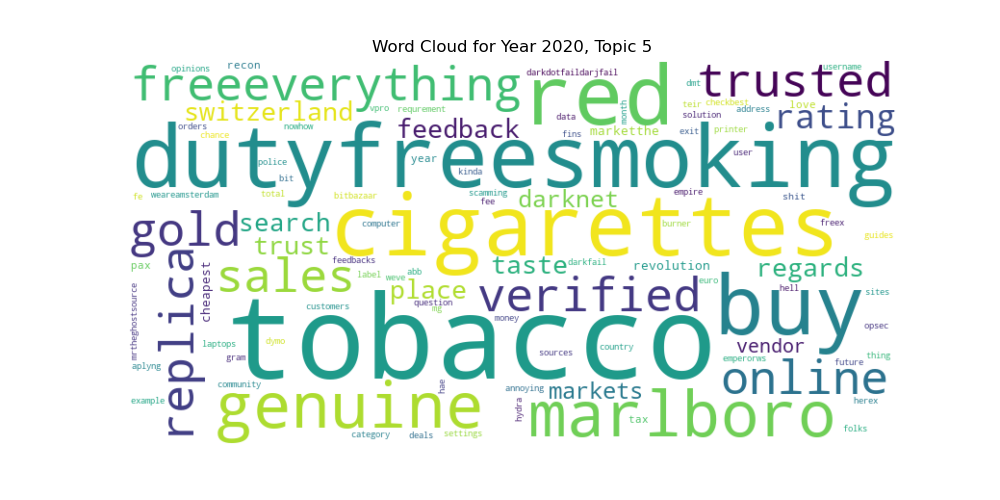 Word Cloud for Year 2020, Topic 5
opinions recon darkdotfaildarjfail username
freeeverything red dmt trusted
switzerland vpro requrement data month teir checkbest address love rating
solution
orders nowhow feedback fins marketthe exit printer
chance
dutyfreesmoking
police year kinda user
bit
fe weareamsterdam total bitbazaar scamming fee darknet empire shit
gold search computer cigarettes burner freex guides
trust
pax replica cheapest sales feedbacks label weve abb taste darkfail revolution regards
place euro hell sites
mrtheghostsource customers question mg verified buy
tobacco money opsec
laptops dymo vendor
aplyng gram sources country emperorws future thing
community hae annoying markets online
example genuine hydra marlboro tax herex
category deals settings folks